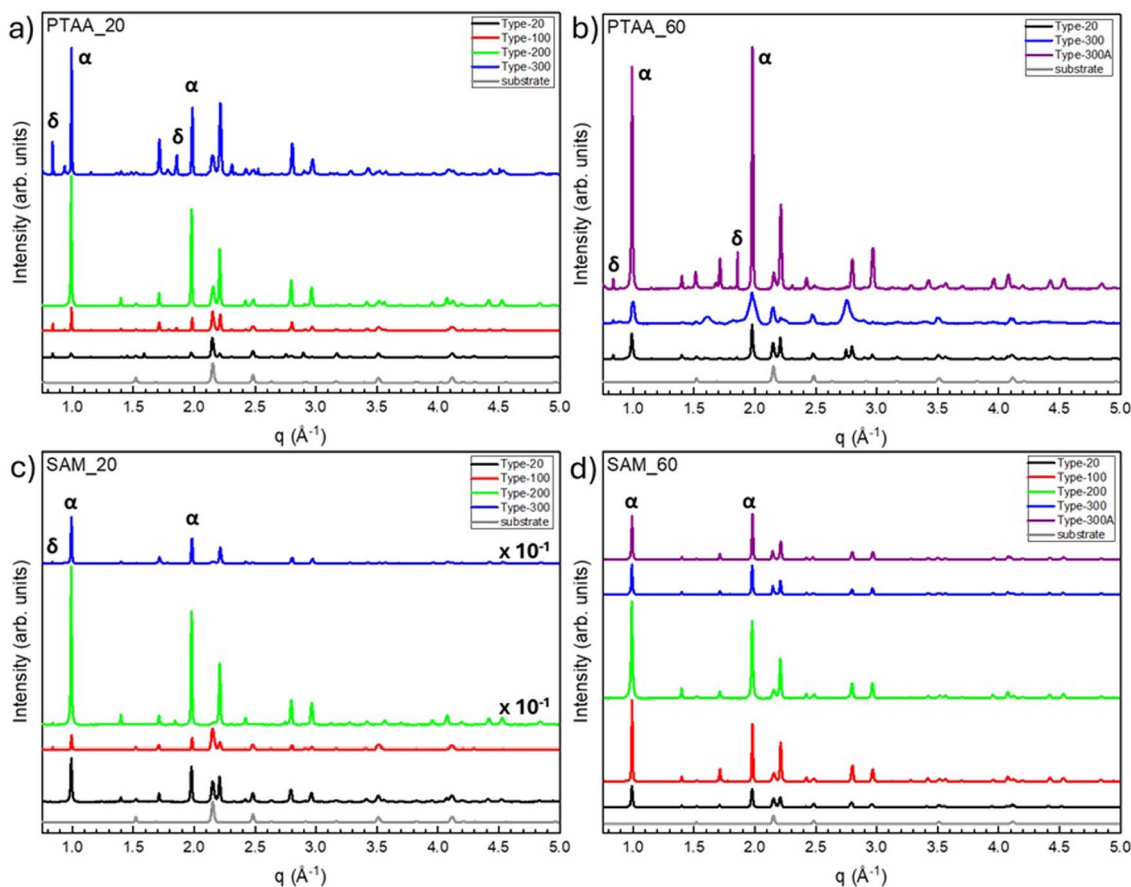 a) PTAA_20
Type-20
Type-100
Type-200
Type-300
substrate
α
α
δ
δ
Intensity (arb. units)
1.0 1.5 2.0 2.5 3.0 3.5 4.0 4.5 5.0
q (Å⁻¹)
b) PTAA_60
Type-20
Type-300
Type-300A
substrate
α
α
δ
δ
Intensity (arb. units)
1.0 1.5 2.0 2.5 3.0 3.5 4.0 4.5 5.0
q (Å⁻¹)
c) SAM_20
Type-20
Type-100
Type-200
Type-300
substrate
α
α
δ
x 10⁻¹
x 10⁻¹
Intensity (arb. units)
1.0 1.5 2.0 2.5 3.0 3.5 4.0 4.5 5.0
q (Å⁻¹)
d) SAM_60
Type-20
Type-100
Type-200
Type-300
Type-300A
substrate
α
α
Intensity (arb. units)
1.0 1.5 2.0 2.5 3.0 3.5 4.0 4.5 5.0
q (Å⁻¹)